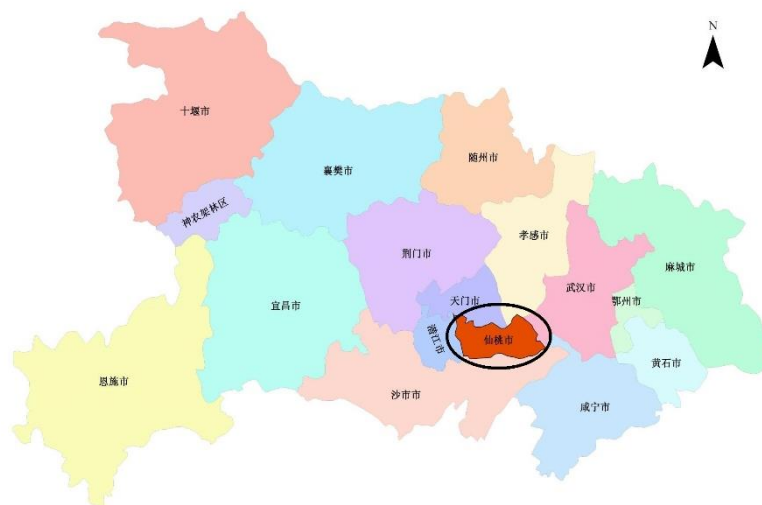 N
十堰市
襄樊市
随州市
神农架林区
孝感市
荆门市
麻城市
武汉市
宜昌市
天门市
鄂州市
潜江市
仙桃市
黄石市
恩施市
沙市市
咸宁市